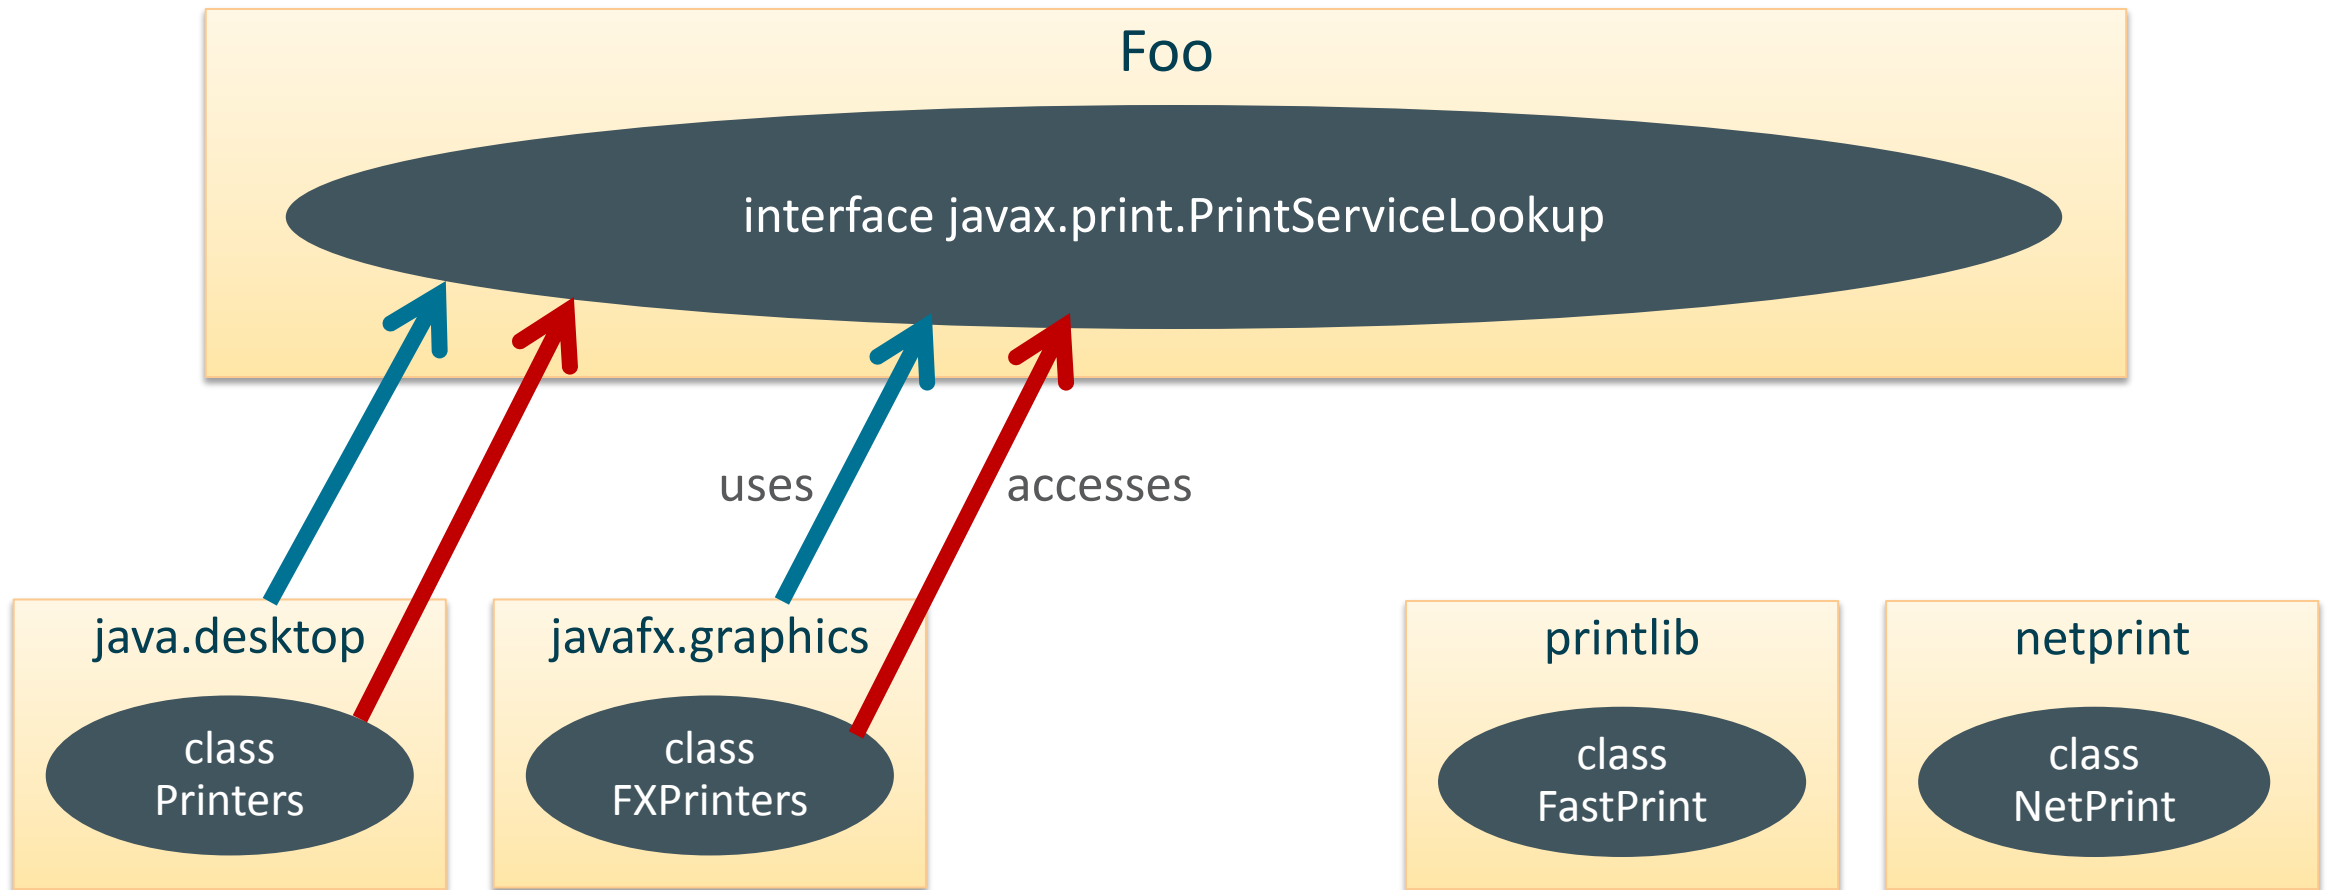 Foo
interface javax.print.PrintServiceLookup
uses
accesses
java.desktop
class
Printers
javafx.graphics
class
FXPrinters
printlib
class
FastPrint
netprint
class
NetPrint